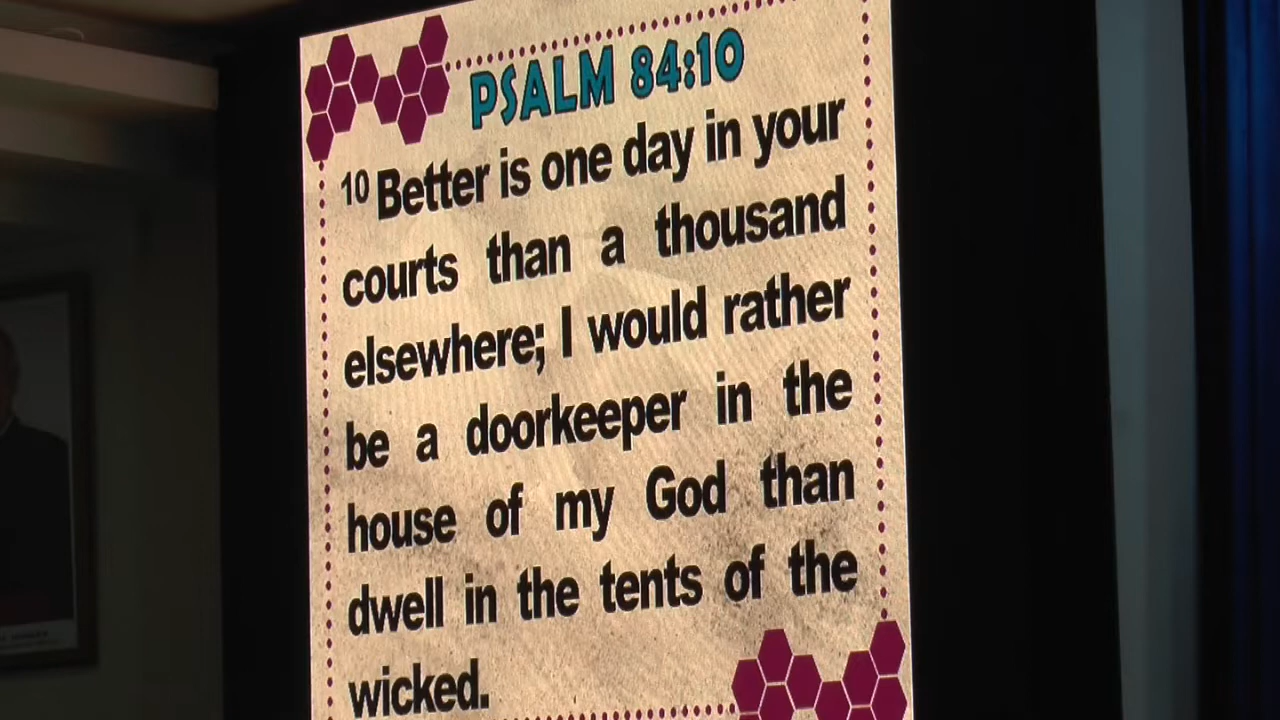 PSALM 84:10
10 Better is one day in your
courts than a thousand
elsewhere; I would rather
be a doorkeeper in the
house of my God than
dwell in the tents of the
wicked.